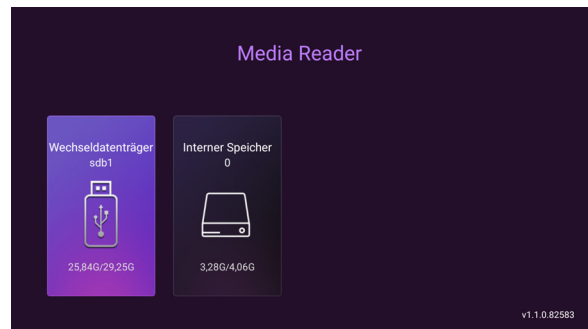 Media Reader
Wechseldatenträger
sdb1
25,84G/29,25G
Interner Speicher
0
3,28G/4,06G
v1.1.0.82583